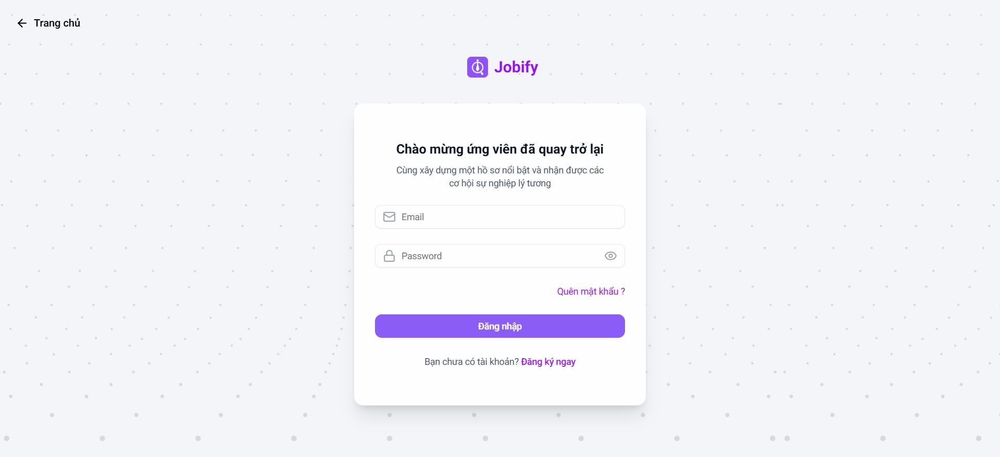 Trang chủ
Jobify
Chào mừng ứng viên đã quay trở lại
Cùng xây dựng một hồ sơ nổi bật và nhận được các
cơ hội sự nghiệp lý tương
Email
Password
Quên mật khẩu ?
Đăng nhập
Bạn chưa có tài khoản? Đăng ký ngay